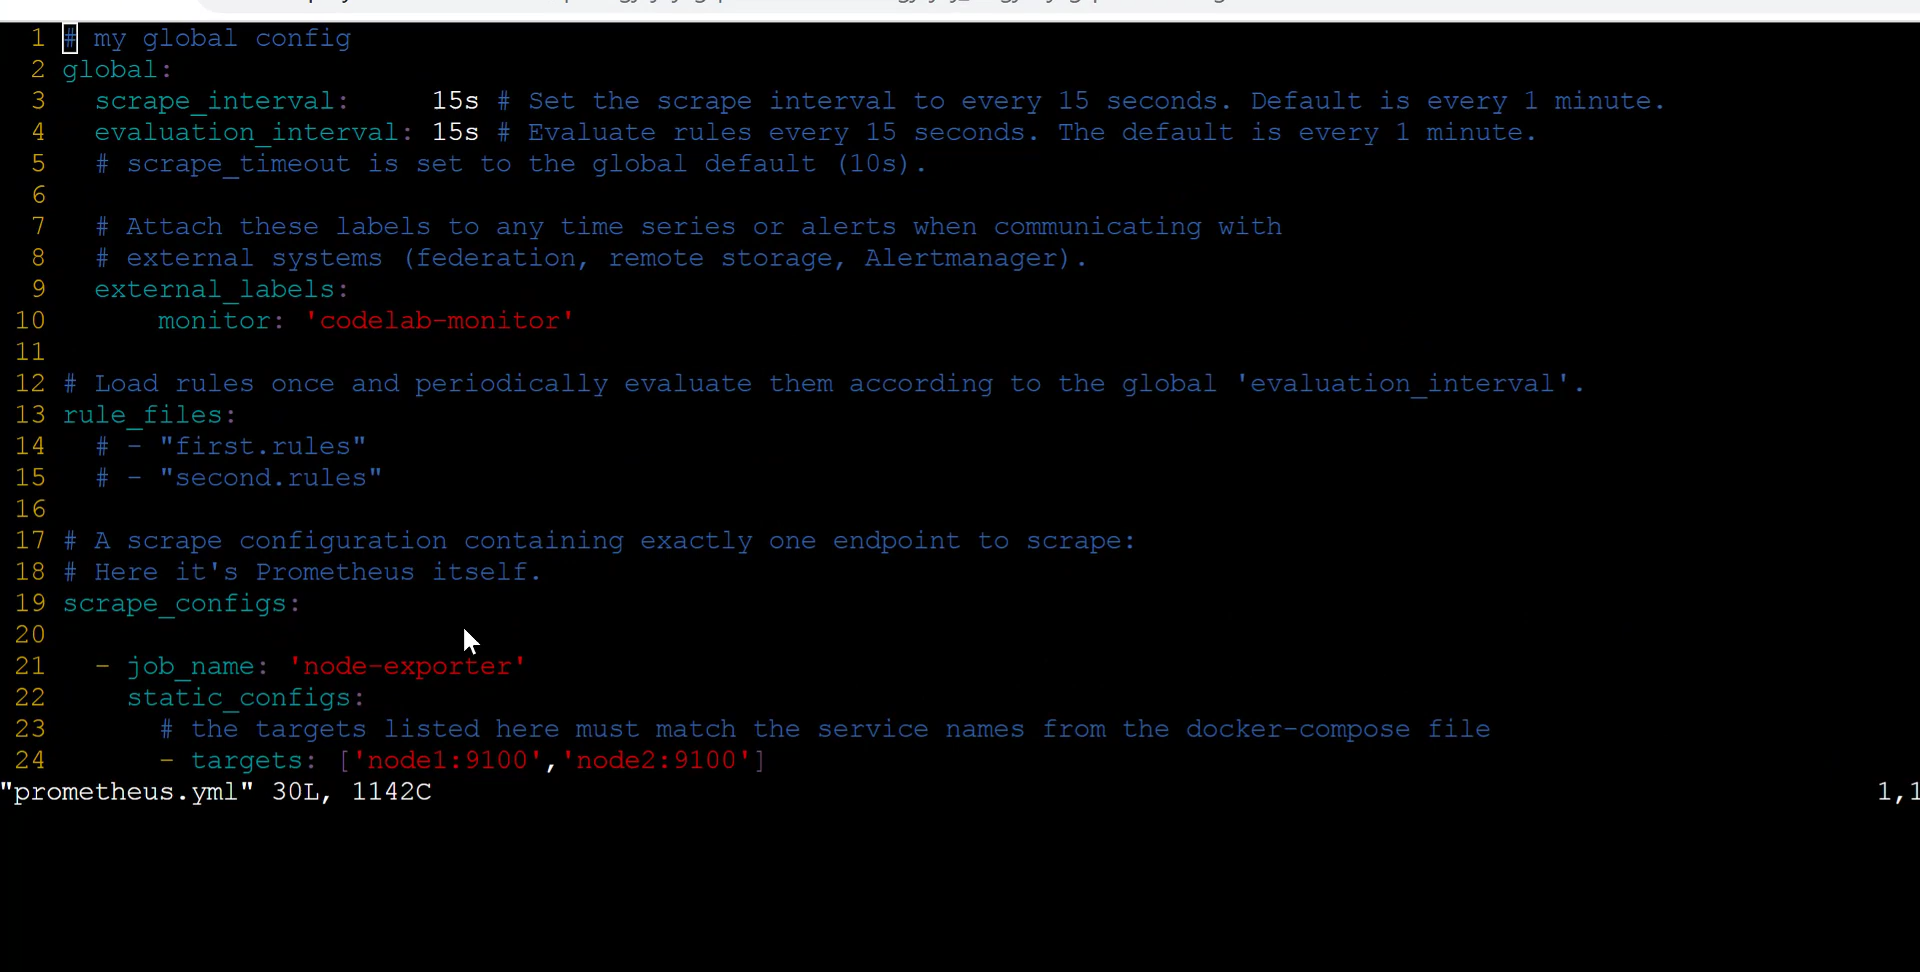 1 # my global config
2 global:
3   scrape_interval:     15s # Set the scrape interval to every 15 seconds. Default is every 1 minute.
4   evaluation_interval: 15s # Evaluate rules every 15 seconds. The default is every 1 minute.
5   # scrape_timeout is set to the global default (10s).
6
7   # Attach these labels to any time series or alerts when communicating with
8   # external systems (federation, remote storage, Alertmanager).
9   external_labels:
10       monitor: 'codelab-monitor'
11
12 # Load rules once and periodically evaluate them according to the global 'evaluation_interval'.
13 rule_files:
14   # - "first.rules"
15   # - "second.rules"
16
17 # A scrape configuration containing exactly one endpoint to scrape:
18 # Here it's Prometheus itself.
19 scrape_configs:
20
21   - job_name: 'node-exporter'
22     static_configs:
23       # the targets listed here must match the service names from the docker-compose file
24       - targets: ['node1:9100','node2:9100']
"prometheus.yml" 30L, 1142C 1,1